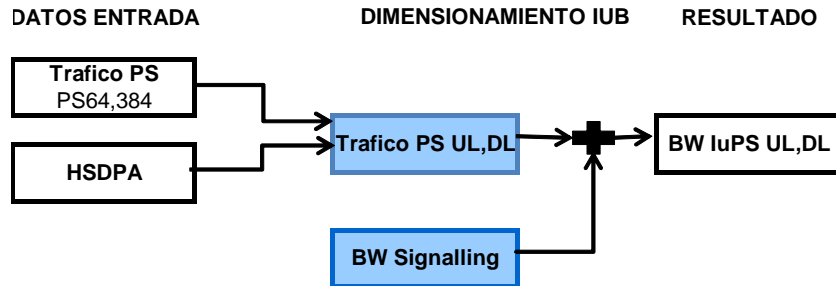 DATOS ENTRADA
DIMENSIONAMIENTO IUB
RESULTADO
Trafico PS
PS64,384
HSDPA
Trafico PS UL,DL
BW Signalling
BW IuPS UL,DL